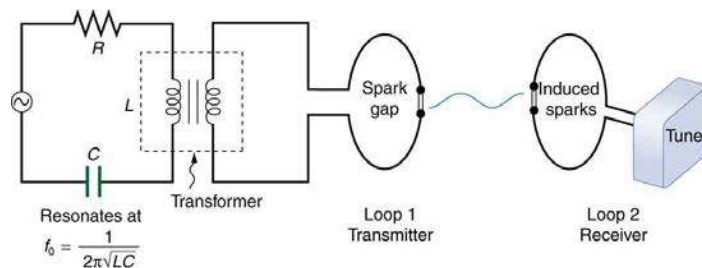 R
L
C
Transformer
Resonates at
f₀ = 1 / 2π√LC
Spark
gap
Loop 1
Transmitter
Induced
sparks
Tune
Loop 2
Receiver